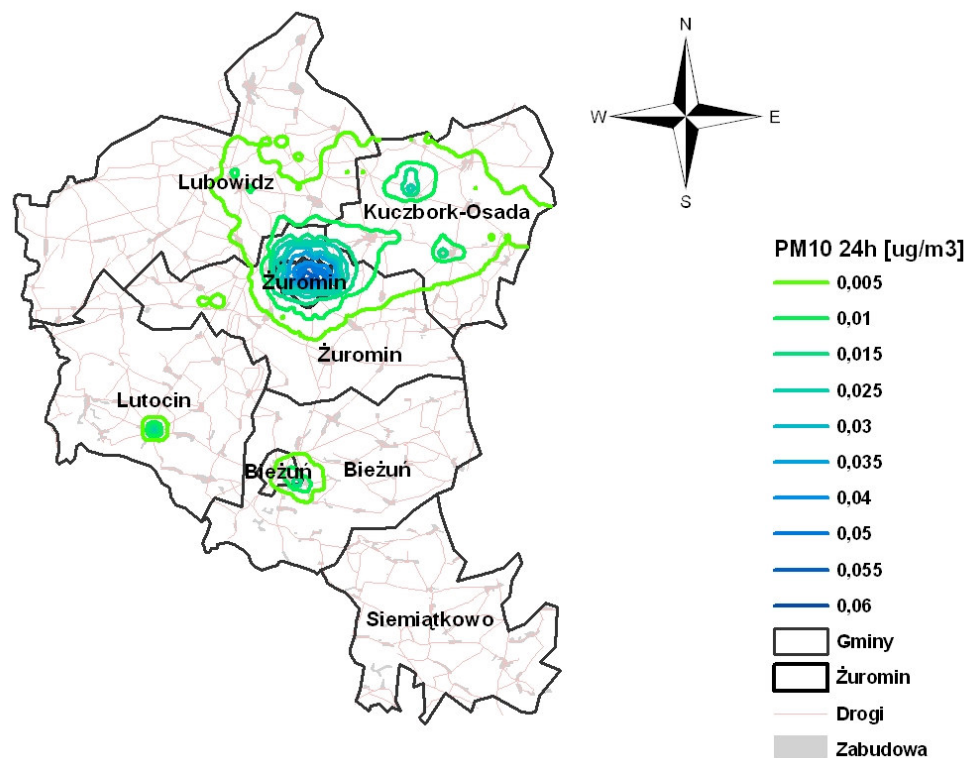 N
W
E
S
Lubowidz
Kuczbork-Osada
Żuromin
Żuromin
Lutocin
Bieżuń
Bieżuń
Siemiątkowo
PM10 24h [ug/m3]
0,005
0,01
0,015
0,025
0,03
0,035
0,04
0,05
0,055
0,06
Gminy
Żuromin
Drogi
Zabudowa